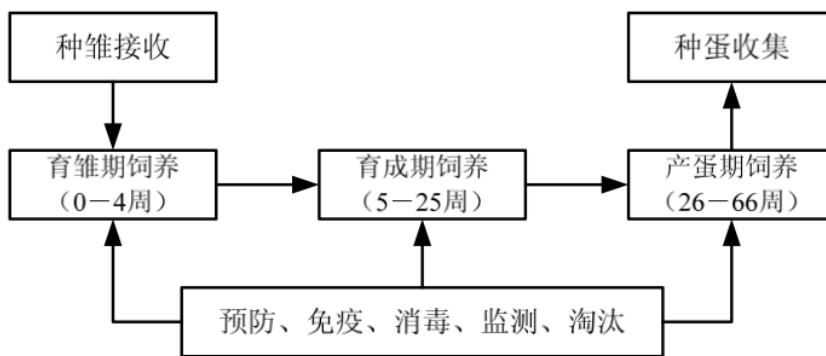 种雏接收
种蛋收集
育雏期饲养
（0－4周）
育成期饲养
（5－25周）
产蛋期饲养
（26－66周）
预防、免疫、消毒、监测、淘汰